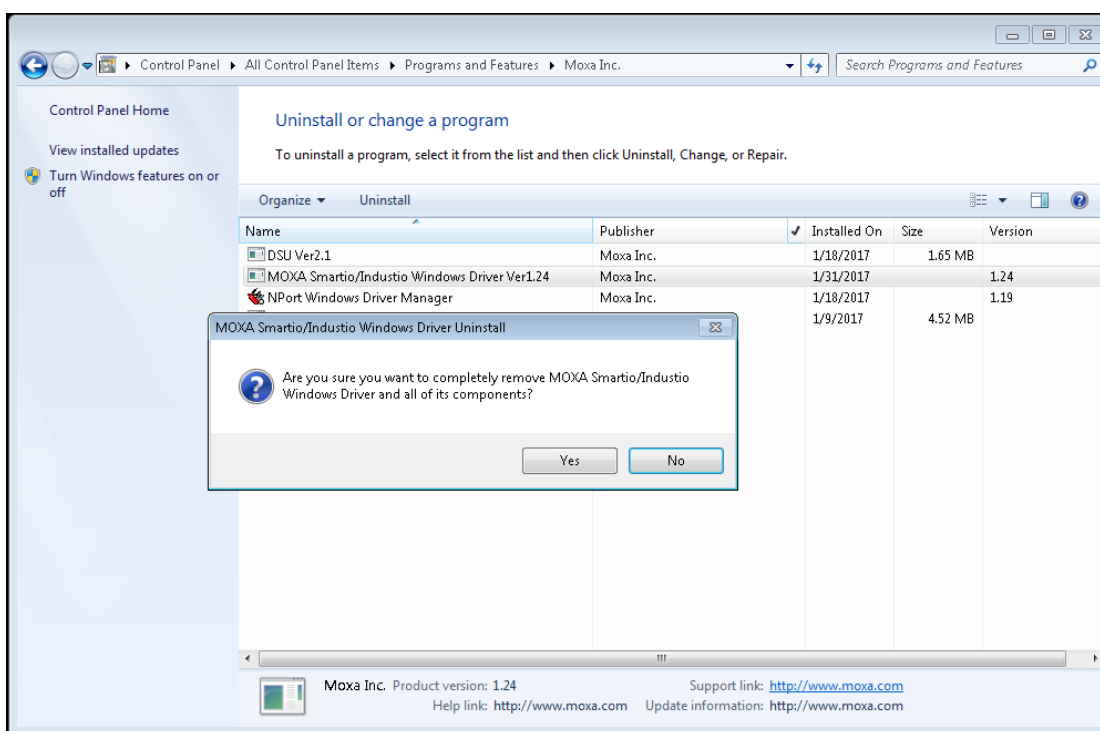 Control Panel All Control Panel Items Programs and Features Moxa Inc. Search Programs and Features
Control Panel Home
View installed updates
Turn Windows features on or
off
Uninstall or change a program
To uninstall a program, select it from the list and then click Uninstall, Change, or Repair.
Organize Uninstall
Name Publisher Installed On Size Version
DSU Ver2.1 Moxa Inc. 1/18/2017 1.65 MB
MOXA Smartio/Industio Windows Driver Ver1.24 Moxa Inc. 1/31/2017 1.24
NPort Windows Driver Manager Moxa Inc. 1/18/2017 1.19
1/9/2017 4.52 MB
MOXA Smartio/Industio Windows Driver Uninstall
Are you sure you want to completely remove MOXA Smartio/Industio
Windows Driver and all of its components?
Yes No
Moxa Inc. Product version: 1.24 Support link: http://www.moxa.com
Help link: http://www.moxa.com Update information: http://www.moxa.com